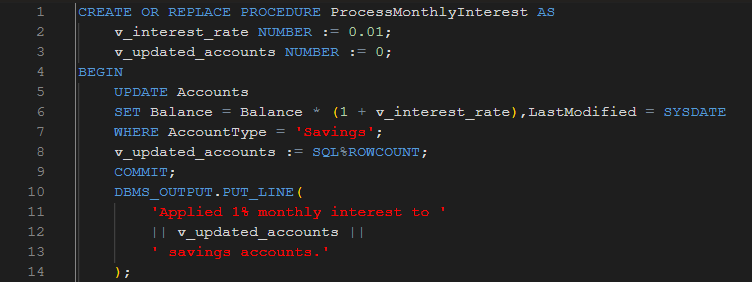 1 CREATE OR REPLACE PROCEDURE ProcessMonthlyInterest AS
2 v_interest_rate NUMBER := 0.01;
3 v_updated_accounts NUMBER := 0;
4 BEGIN
5 UPDATE Accounts
6 SET Balance = Balance * (1 + v_interest_rate),LastModified = SYSDATE
7 WHERE AccountType = 'Savings';
8 v_updated_accounts := SQL%ROWCOUNT;
9 COMMIT;
10 DBMS_OUTPUT.PUT_LINE(
11 'Applied 1% monthly interest to '
12 || v_updated_accounts ||
13 ' savings accounts.'
14 );